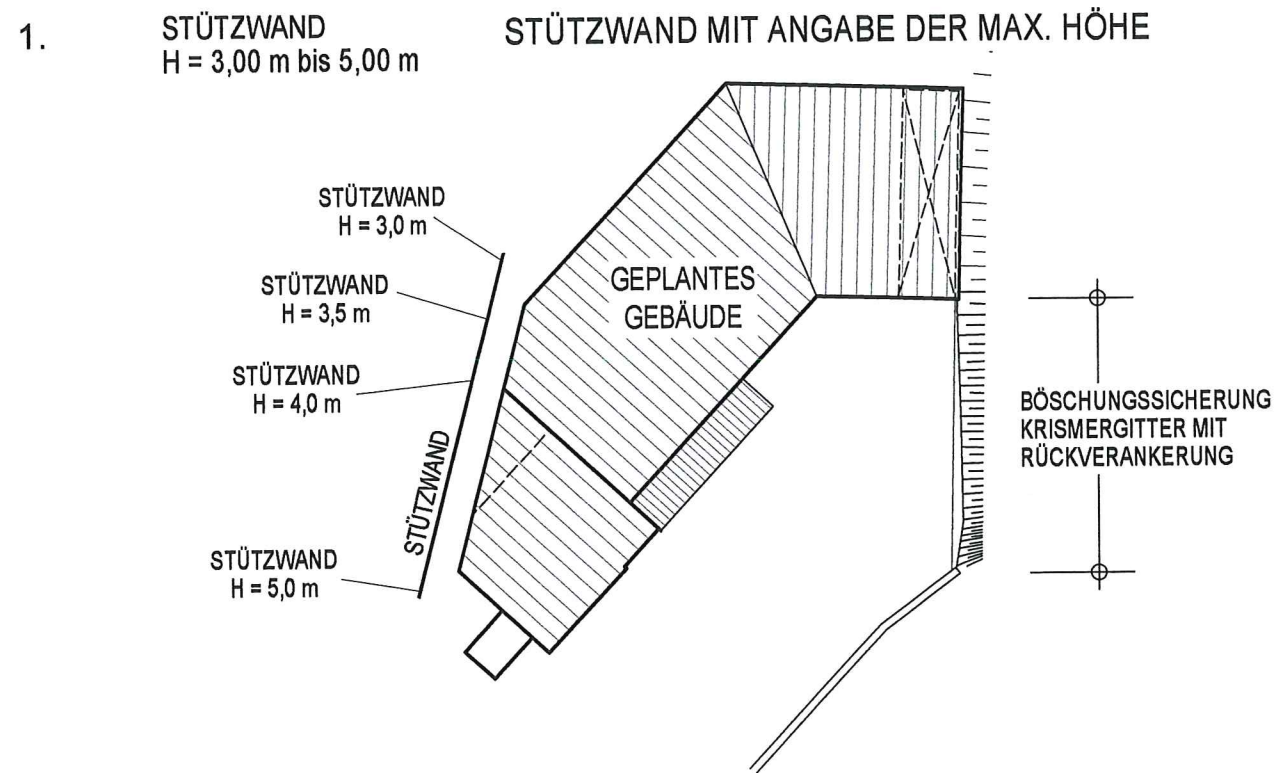 1.
STÜTZWAND
H = 3,00 m bis 5,00 m
STÜTZWAND MIT ANGABE DER MAX. HÖHE
STÜTZWAND
H = 3,0 m
STÜTZWAND
H = 3,5 m
STÜTZWAND
H = 4,0 m
STÜTZWAND
STÜTZWAND
H = 5,0 m
GEPLANTES
GEBÄUDE
BÖSCHUNGSSICHERUNG
KRISMERGITTER MIT
RÜCKVERANKERUNG